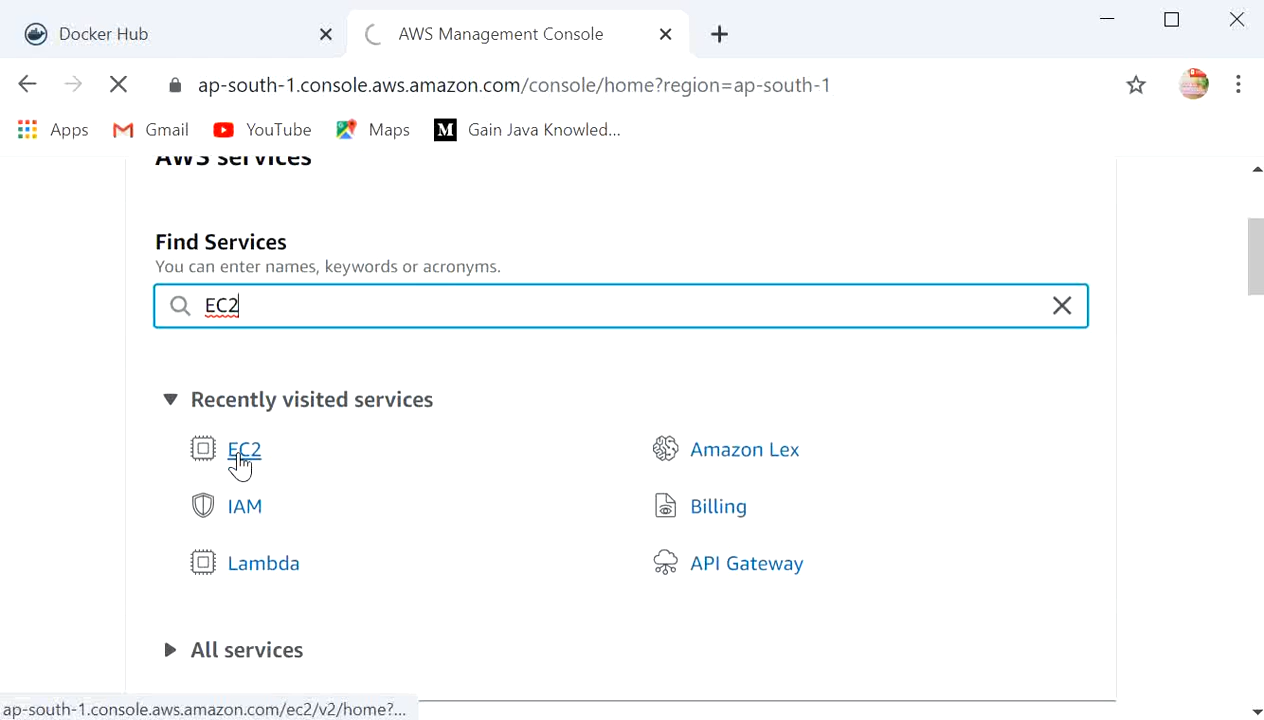 Docker Hub
AWS Management Console
ap-south-1.console.aws.amazon.com/console/home?region=ap-south-1
Apps
Gmail
YouTube
Maps
M
Gain Java Knowled...
AWS services
Find Services
You can enter names, keywords or acronyms.
EC2
Recently visited services
EC2
Amazon Lex
IAM
Billing
Lambda
API Gateway
All services
ap-south-1.console.aws.amazon.com/ec2/v2/home?...